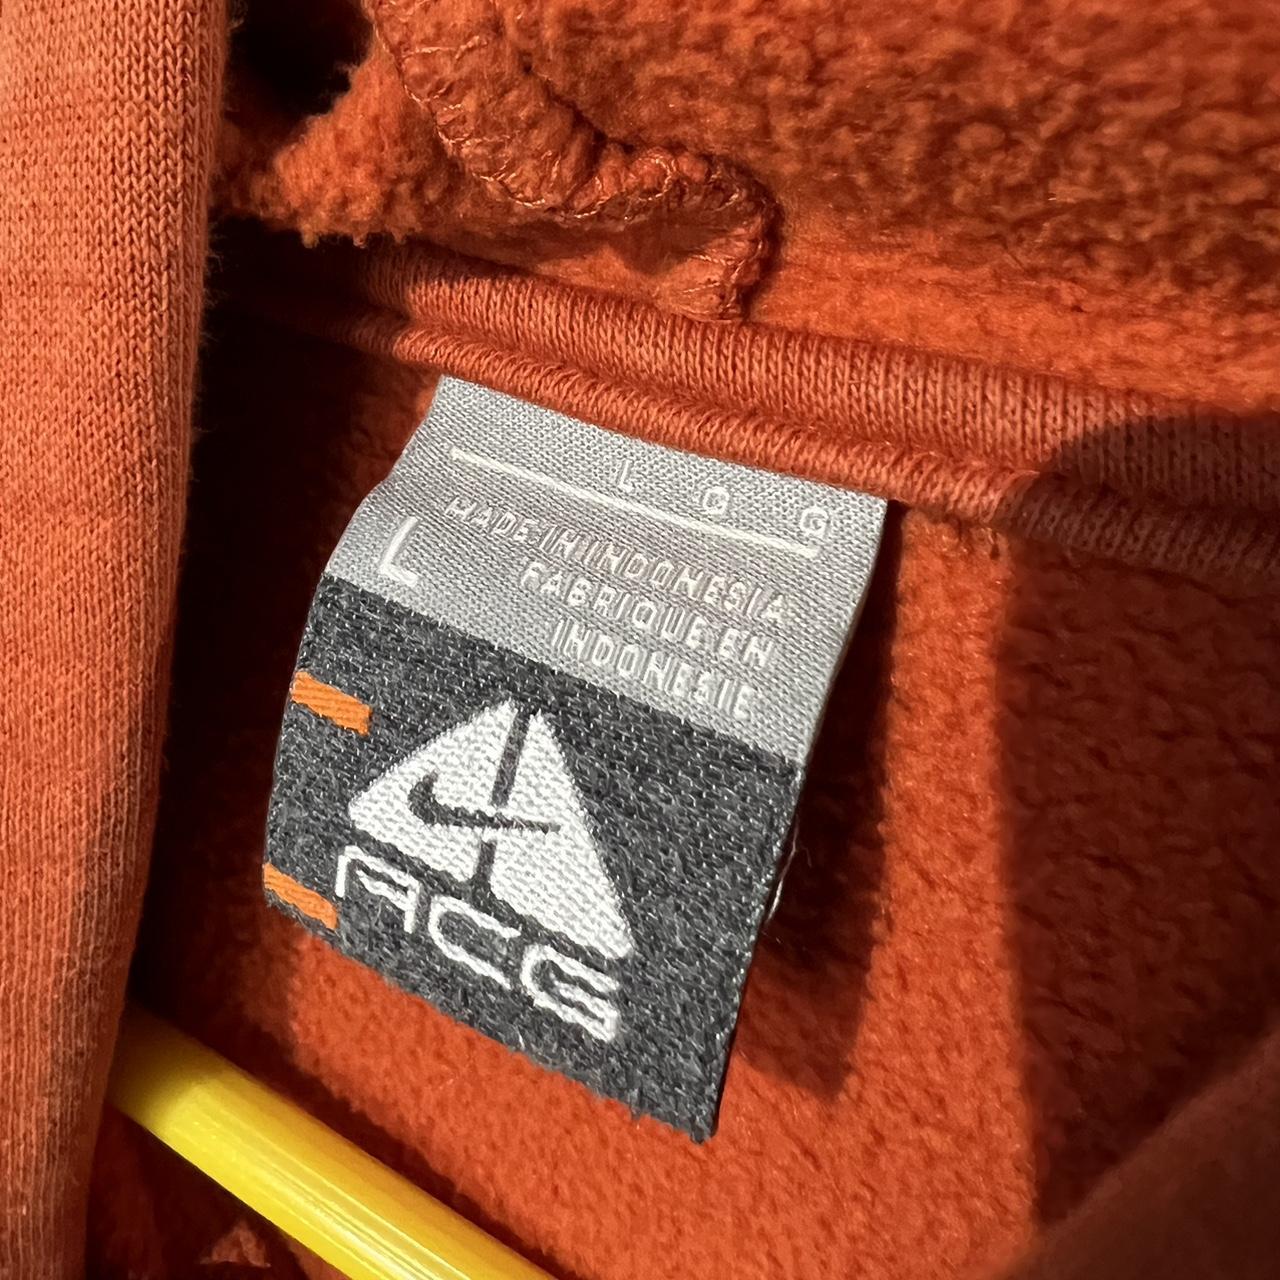 L G G
L
MADE IN INDONESIA
FABRIQUE EN
INDONESIE
ACG